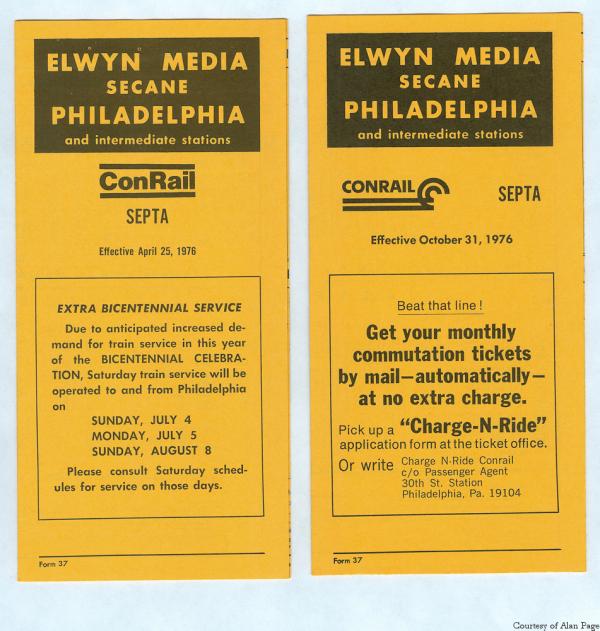 ELWYN MEDIA
SECANE
PHILADELPHIA
and intermediate stations
ConRail
SEPTA
Effective April 25, 1976
EXTRA BICENTENNIAL SERVICE
Due to anticipated increased de-
mand for train service in this year
of the BICENTENNIAL CELEBRA-
TION, Saturday train service will be
operated to and from Philadelphia
on
SUNDAY, JULY 4
MONDAY, JULY 5
SUNDAY, AUGUST 8
Please consult Saturday sched-
ules for service on those days.
Form 37
ELWYN MEDIA
SECANE
PHILADELPHIA
and intermediate stations
CONRAIL
SEPTA
Effective October 31, 1976
Beat that line!
Get your monthly
commutation tickets
by mail—automatically—
at no extra charge.
Pick up a "Charge-N-Ride"
application form at the ticket office.
Or write Charge N-Ride Conrail
c/o Passenger Agent
30th St. Station
Philadelphia, Pa. 19104
Form 37
Courtesy of Alan Page